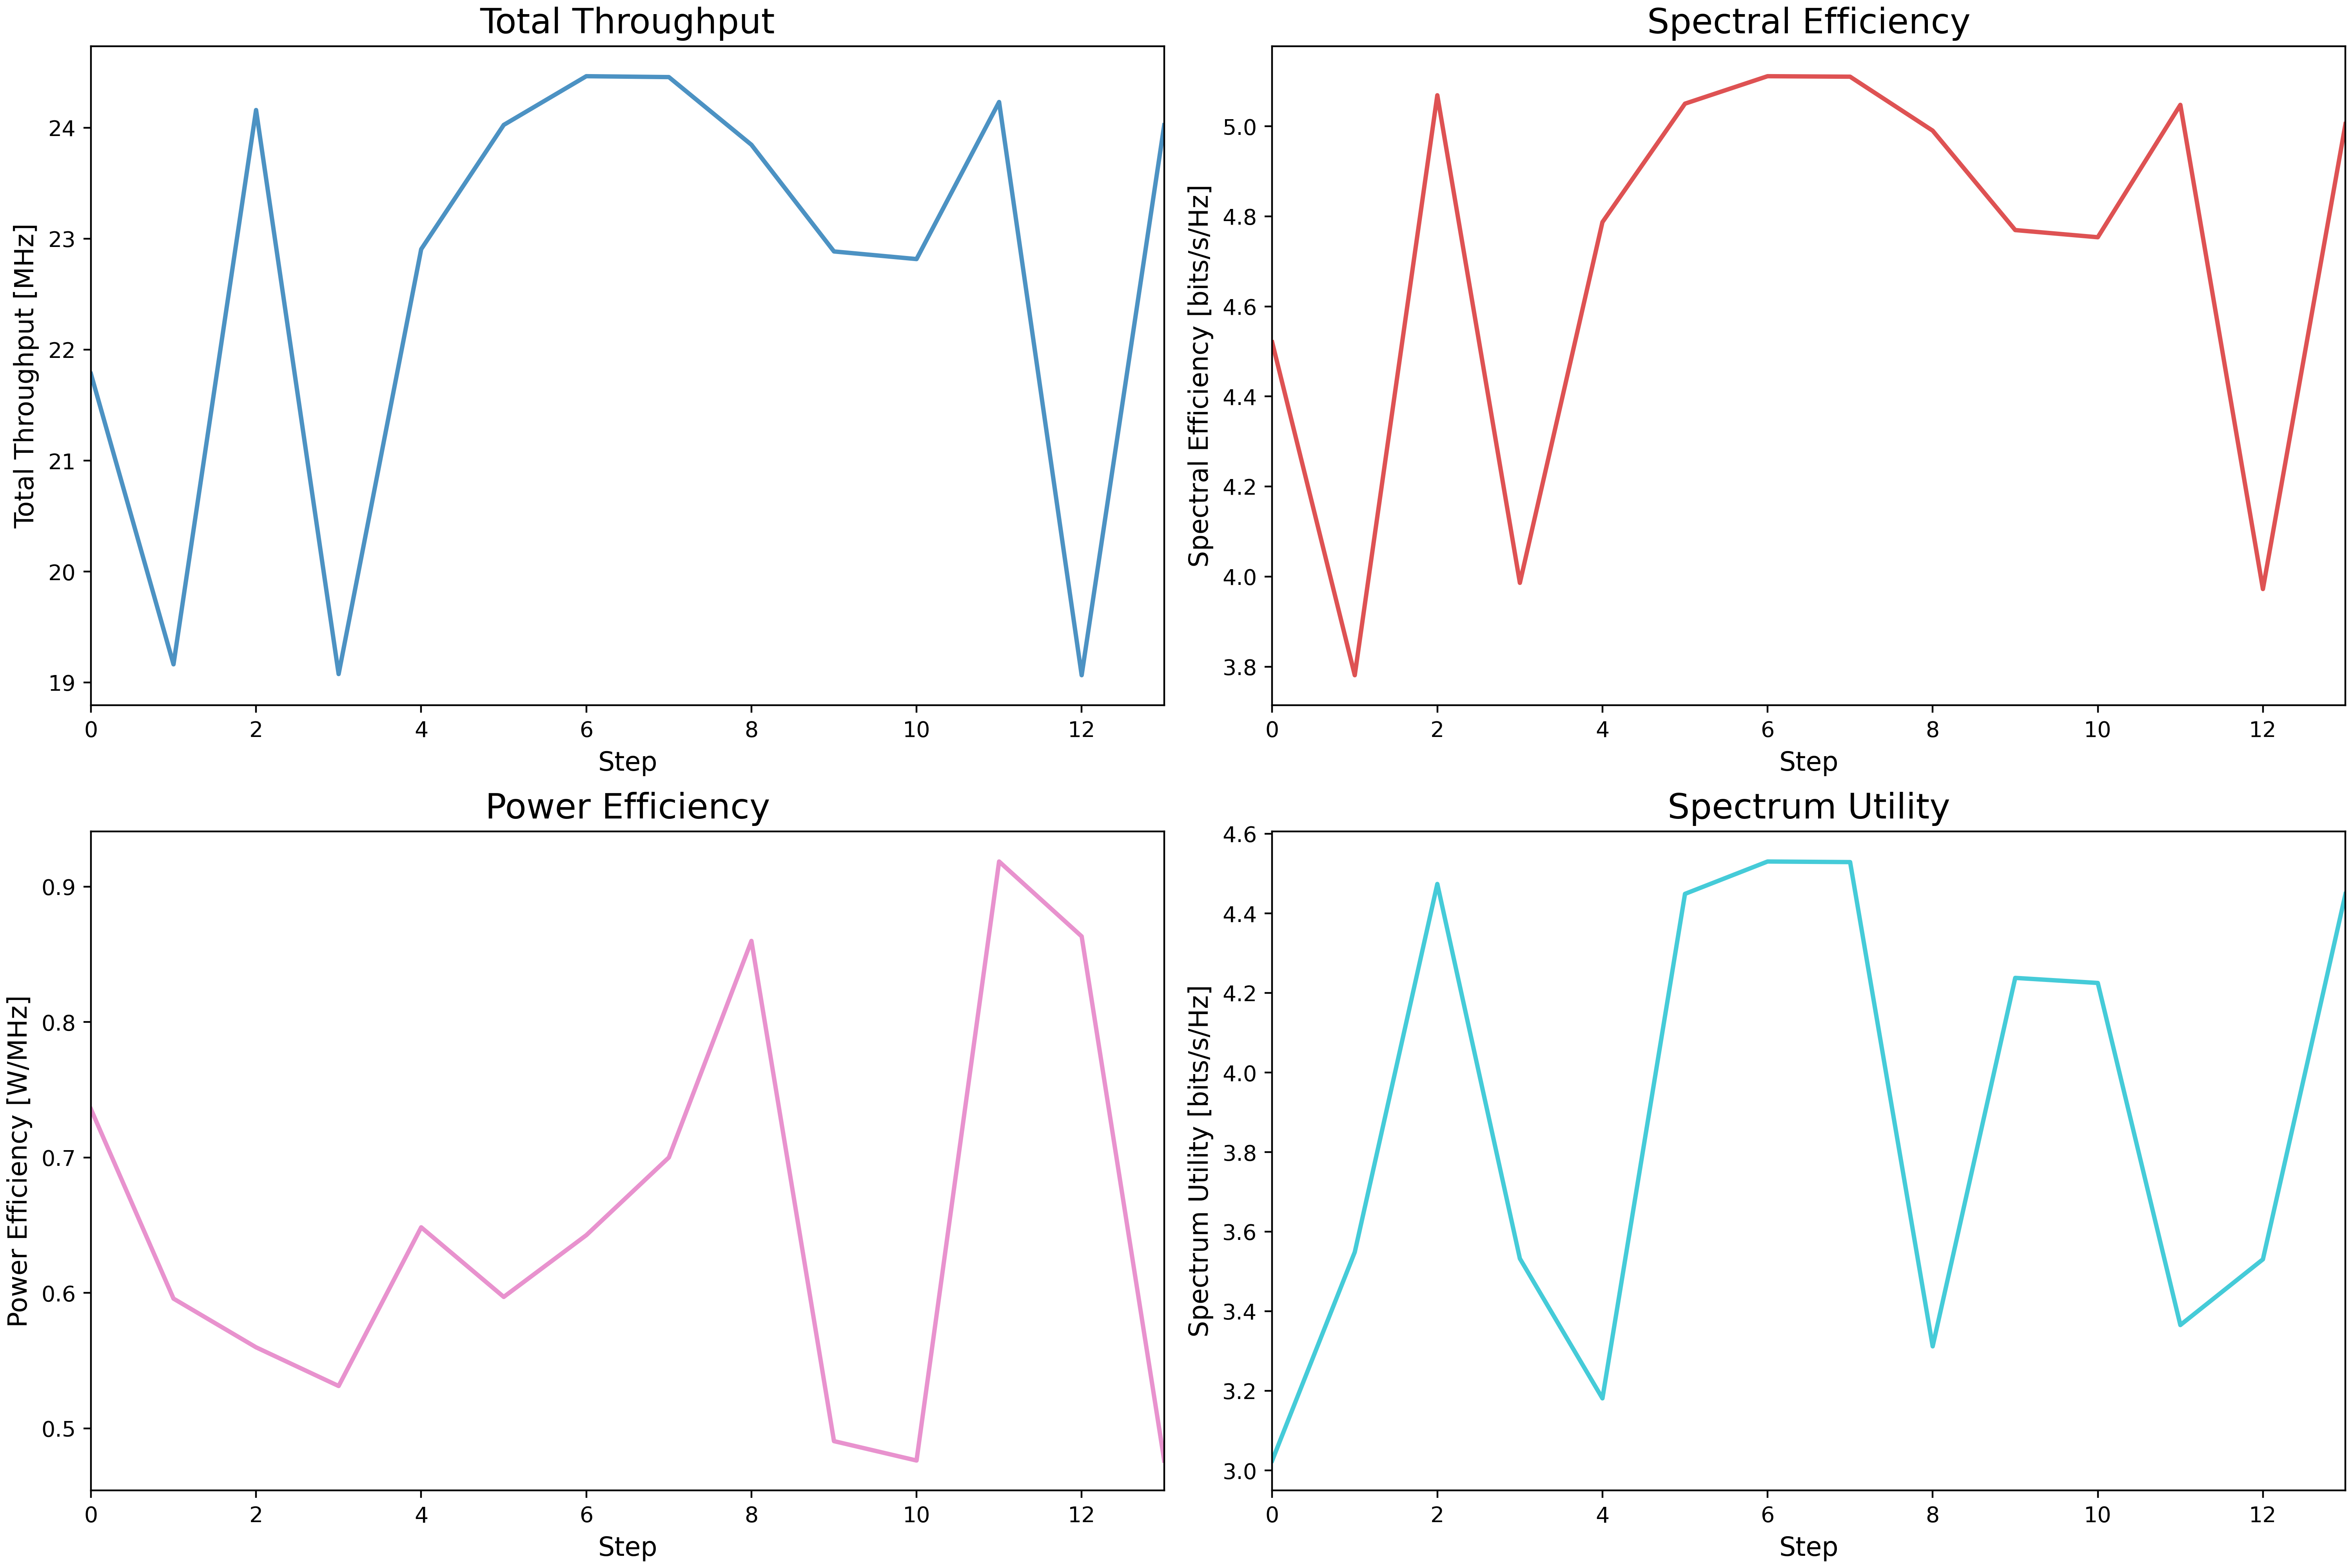 Total Throughput
Total Throughput [MHz]
24
23
22
21
20
19
0 2 4 6 8 10 12
Step
Spectral Efficiency
Spectral Efficiency [bits/s/Hz]
5.0
4.8
4.6
4.4
4.2
4.0
3.8
0 2 4 6 8 10 12
Step
Power Efficiency
Power Efficiency [W/MHz]
0.9
0.8
0.7
0.6
0.5
0 2 4 6 8 10 12
Step
Spectrum Utility
Spectrum Utility [bits/s/Hz]
4.6
4.4
4.2
4.0
3.8
3.6
3.4
3.2
3.0
0 2 4 6 8 10 12
Step